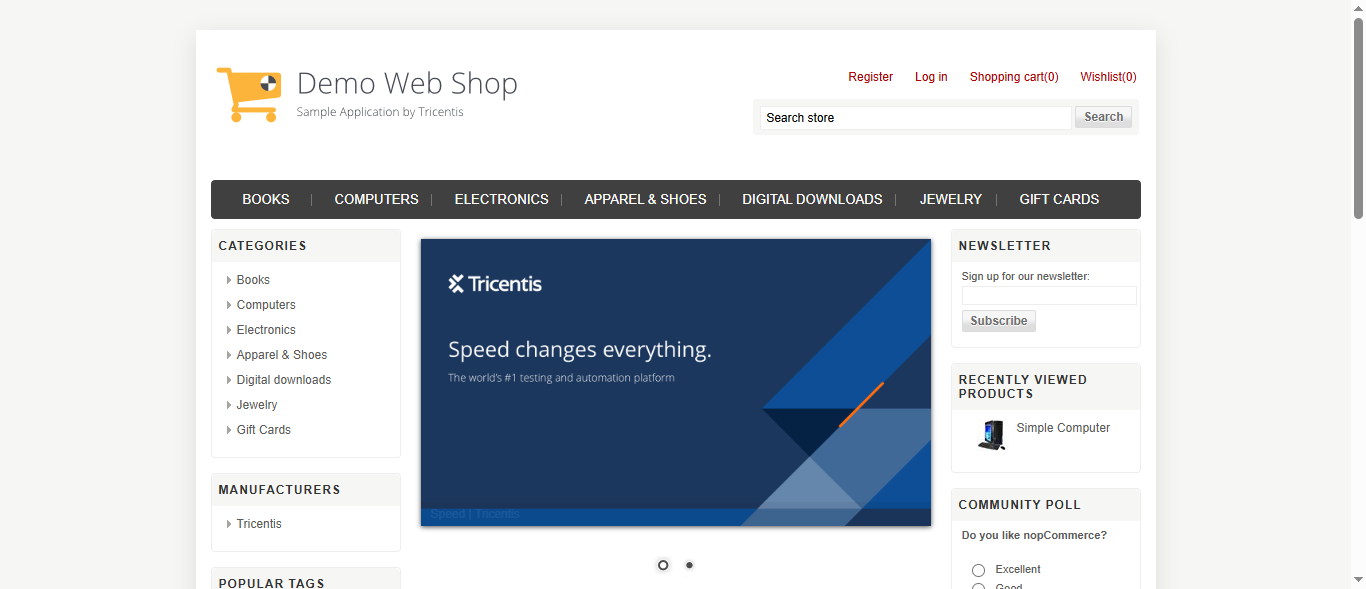 Demo Web Shop
Sample Application by Tricentis
Register Log in Shopping cart(0) Wishlist(0)
Search store Search
BOOKS COMPUTERS ELECTRONICS APPAREL & SHOES DIGITAL DOWNLOADS JEWELRY GIFT CARDS
CATEGORIES
Books
Computers
Electronics
Apparel & Shoes
Digital downloads
Jewelry
Gift Cards
MANUFACTURERS
Tricentis
POPULAR TAGS
Tricentis
Speed changes everything.
The world's #1 testing and automation platform
Speed | Tricentis
NEWSLETTER
Sign up for our newsletter:
Subscribe
RECENTLY VIEWED
PRODUCTS
Simple Computer
COMMUNITY POLL
Do you like nopCommerce?
Excellent
Good